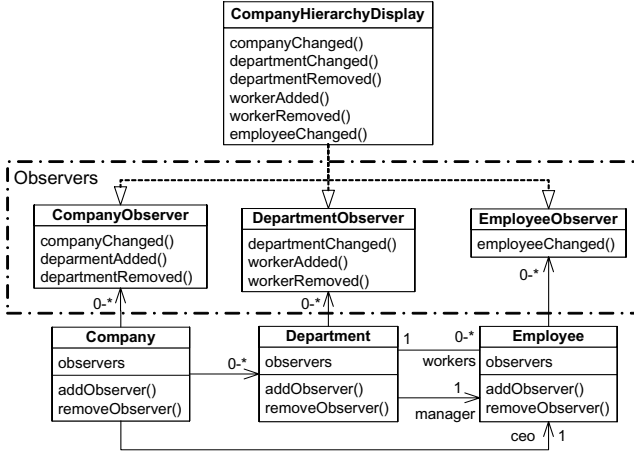 CompanyHierarchyDisplay
companyChanged()
departmentChanged()
departmentRemoved()
workerAdded()
workerRemoved()
employeeChanged()
Observers
CompanyObserver
companyChanged()
deparmentAdded()
departmentRemoved()
DepartmentObserver
departmentChanged()
workerAdded()
workerRemoved()
EmployeeObserver
employeeChanged()
0-*
0-*
0-*
Company
observers
addObserver()
removeObserver()
0-*
Department
observers
addObserver()
removeObserver()
1
0-*
workers
1
manager
Employee
observers
addObserver()
removeObserver()
ceo
1